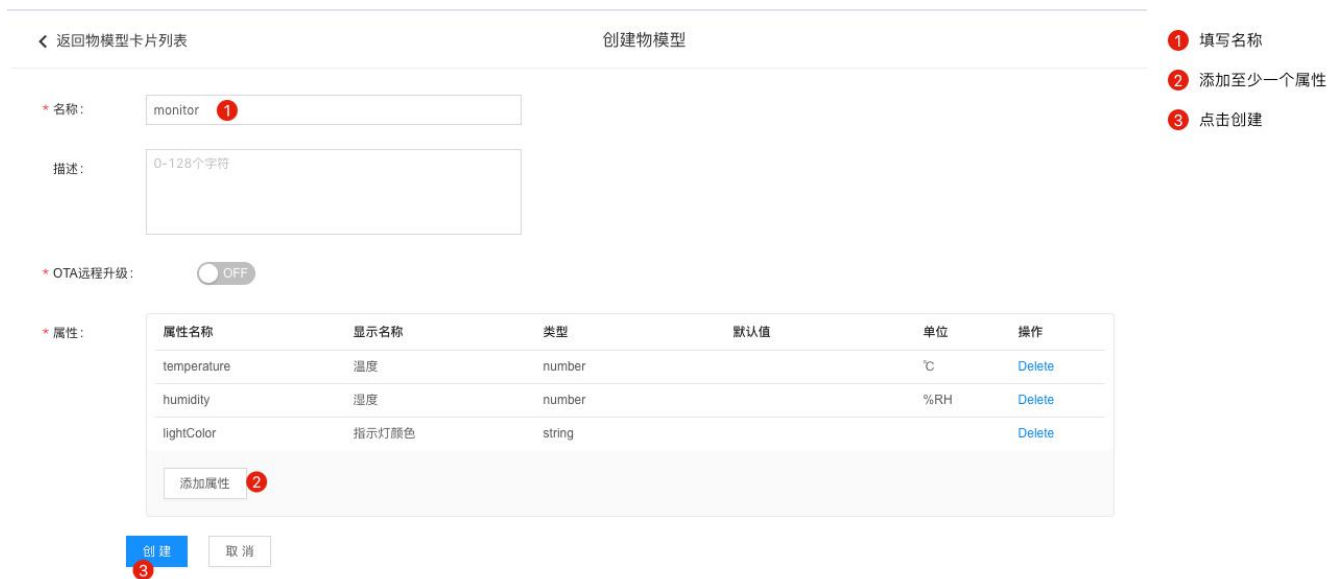 返回物模型卡片列表 创建物模型
1 填写名称
2 添加至少一个属性
3 点击创建
* 名称: monitor 1
描述: 0-128个字符
* OTA远程升级: OFF
* 属性: 属性名称 显示名称 类型 默认值 单位 操作
temperature 温度 number ℃ Delete
humidity 湿度 number %RH Delete
lightColor 指示灯颜色 string Delete
添加属性 2
创建 取消
3